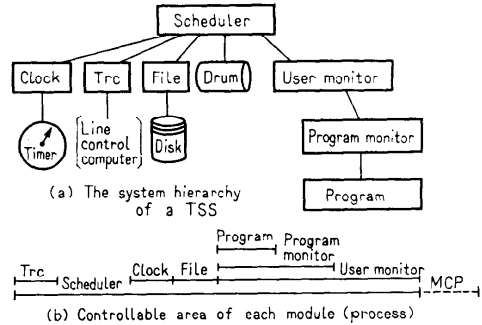 Scheduler
Clock
Trc
File
Drum
User monitor
Timer
Line
control
computer
Disk
Program monitor
Program
(a) The system hierarchy
of a TSS
Program
Program
monitor
Trc
Scheduler
Clock
File
User monitor
MCP
(b) Controllable area of each module (process)